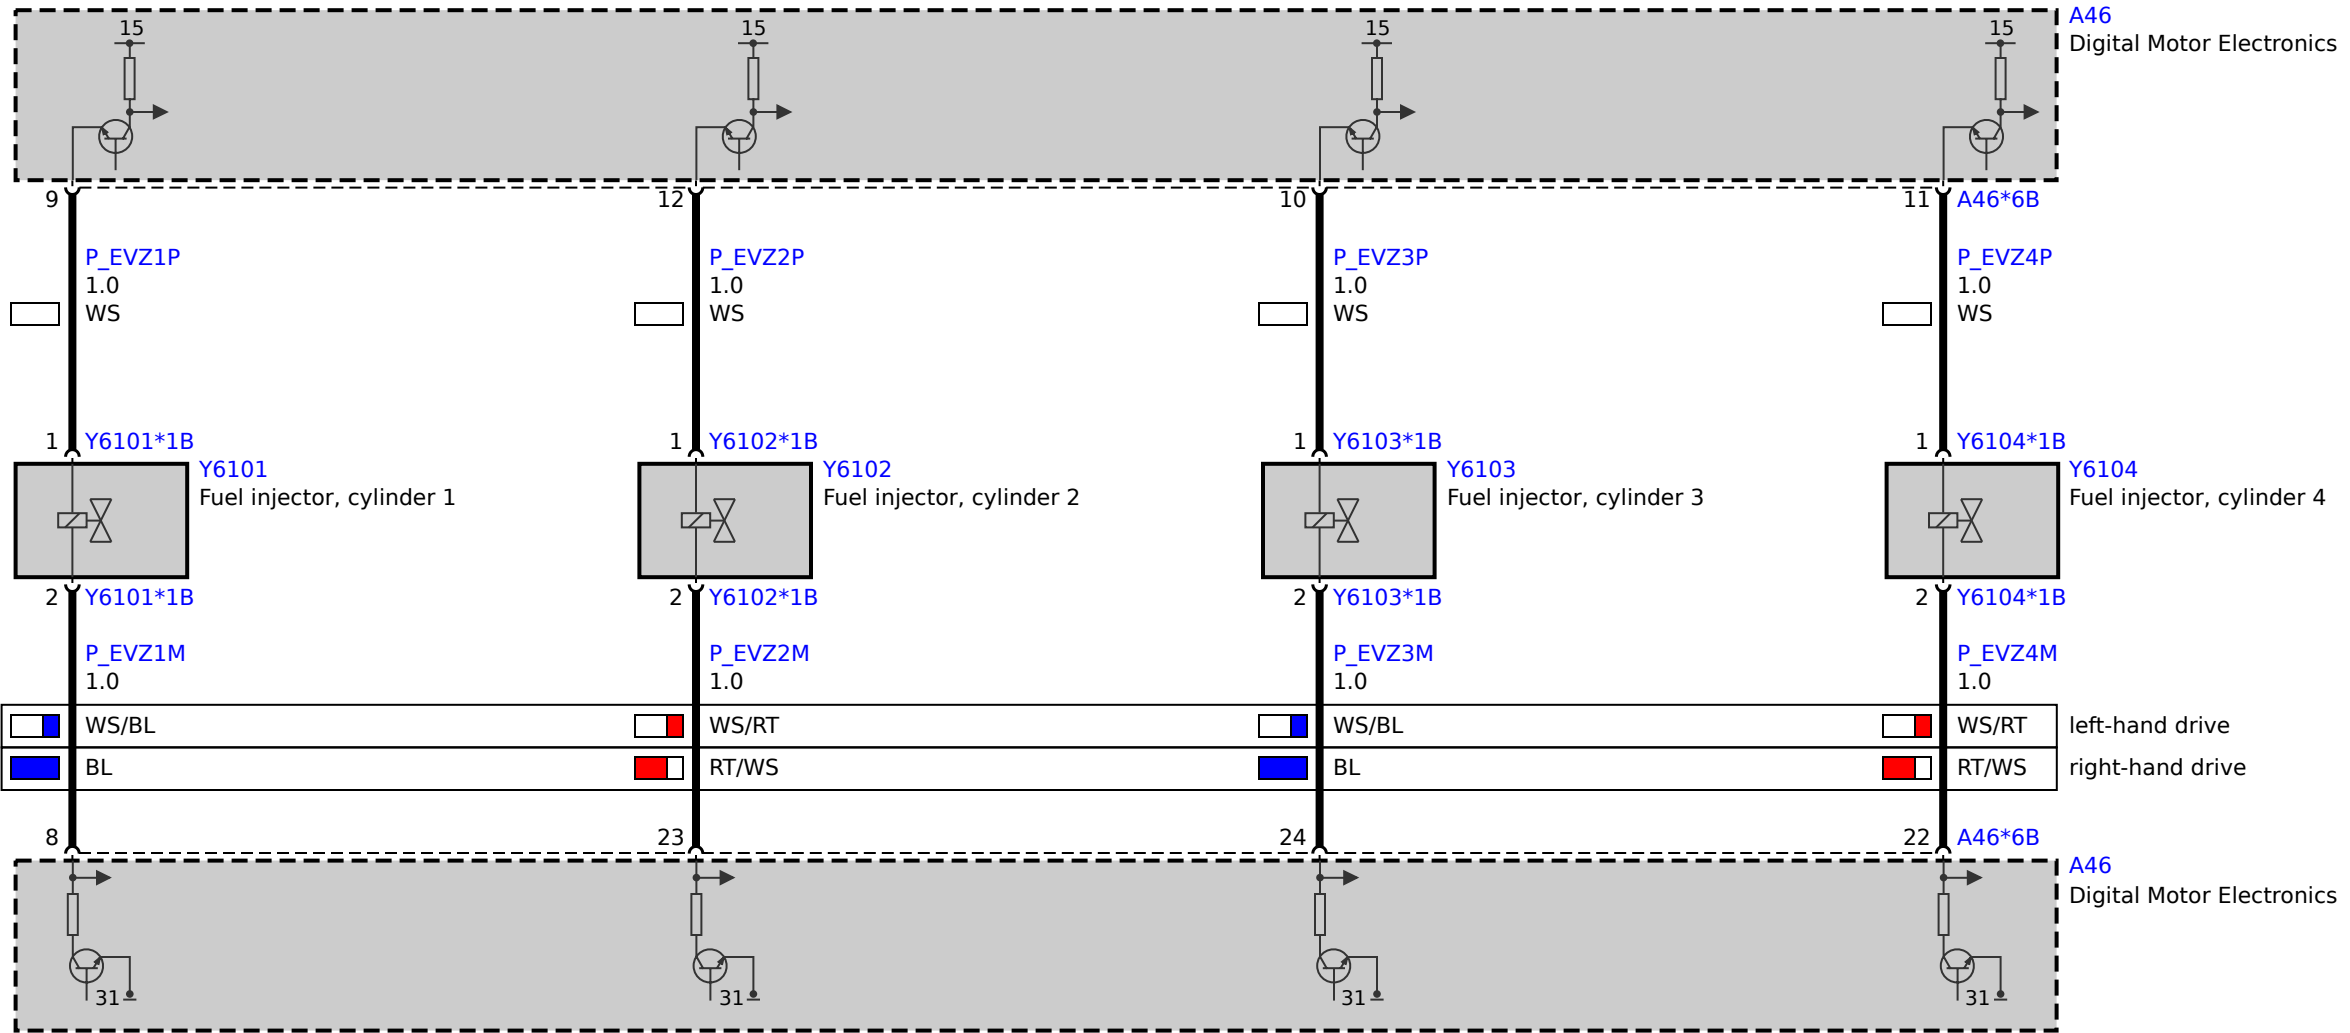 15 15 15 15 A46
Digital Motor Electronics
9 12 10 11 A46*6B
P_EVZ1P P_EVZ2P P_EVZ3P P_EVZ4P
1.0 1.0 1.0 1.0
WS WS WS WS
1 Y6101*1B 1 Y6102*1B 1 Y6103*1B 1 Y6104*1B
Y6101 Y6102 Y6103 Y6104
Fuel injector, cylinder 1 Fuel injector, cylinder 2 Fuel injector, cylinder 3 Fuel injector, cylinder 4
2 Y6101*1B 2 Y6102*1B 2 Y6103*1B 2 Y6104*1B
P_EVZ1M P_EVZ2M P_EVZ3M P_EVZ4M
1.0 1.0 1.0 1.0
WS/BL WS/RT WS/BL WS/RT left-hand drive
BL RT/WS BL RT/WS right-hand drive
8 23 24 22 A46*6B
A46
Digital Motor Electronics
31 31 31 31